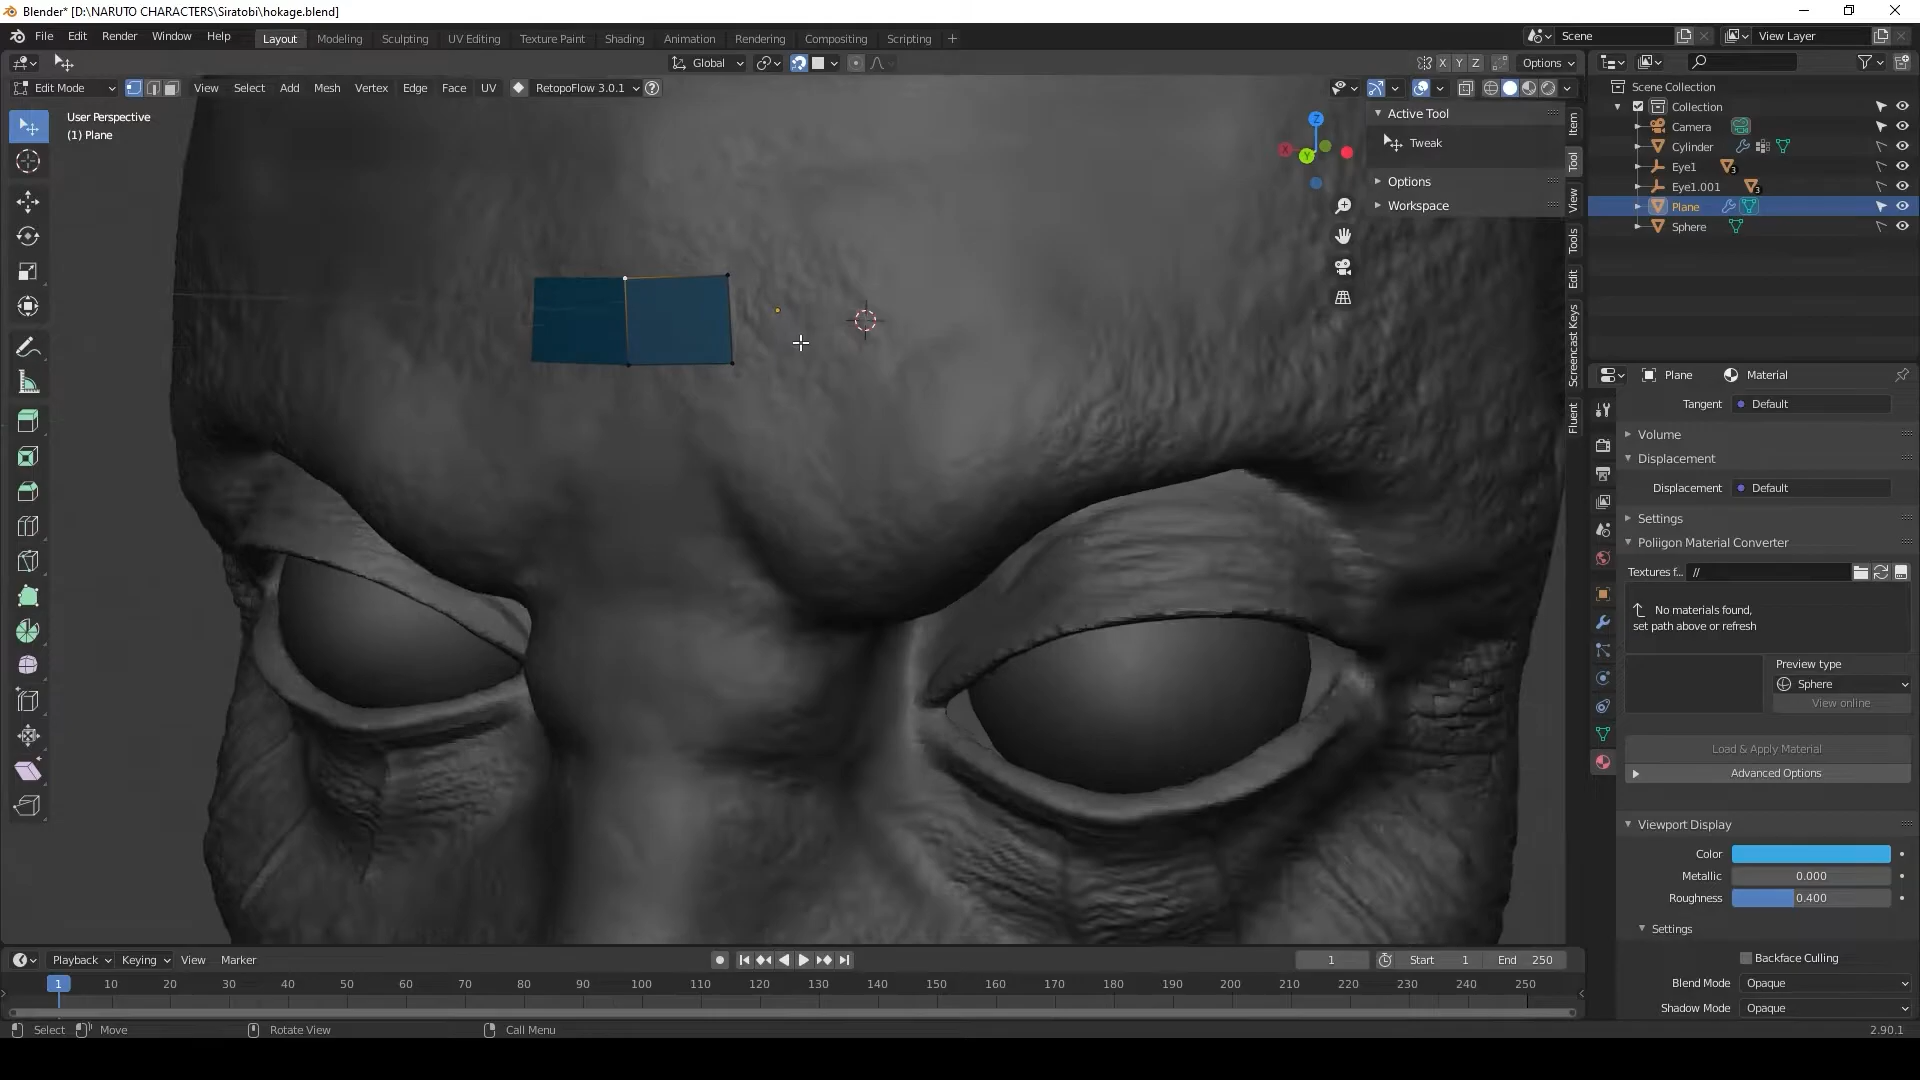 Blender* [D:\NARUTO CHARACTERS\Siratobi\hokage.blend]
File Edit Render Window Help
Layout Modeling Sculpting UV Editing Texture Paint Shading Animation Rendering Compositing Scripting +
Scene
View Layer
Global
X Y Z
Options
Edit Mode
View Select Add Mesh Vertex Edge Face UV
RetopoFlow 3.0.1
User Perspective
(1) Plane
Z
X
Y
Active Tool
Tweak
Options
Workspace
Item
Tool
View
Tools
Edit
Screencast Keys
Fluent
Scene Collection
Collection
Camera
Cylinder
Eye1
3
Eye1.001
3
Plane
Sphere
Plane
Material
Tangent
Default
Volume
Displacement
Displacement
Default
Settings
Poliigon Material Converter
Textures f...
//
No materials found,
set path above or refresh
Preview type
Sphere
View online
Load & Apply Material
Advanced Options
Viewport Display
Color
Metallic
0.000
Roughness
0.400
Settings
Backface Culling
Blend Mode
Opaque
Shadow Mode
Opaque
Playback Keying View Marker
1
Start 1
End 250
1 10 20 30 40 50 60 70 80 90 100 110 120 130 140 150 160 170 180 190 200 210 220 230 240 250
Select
Move
Rotate View
Call Menu
2.90.1